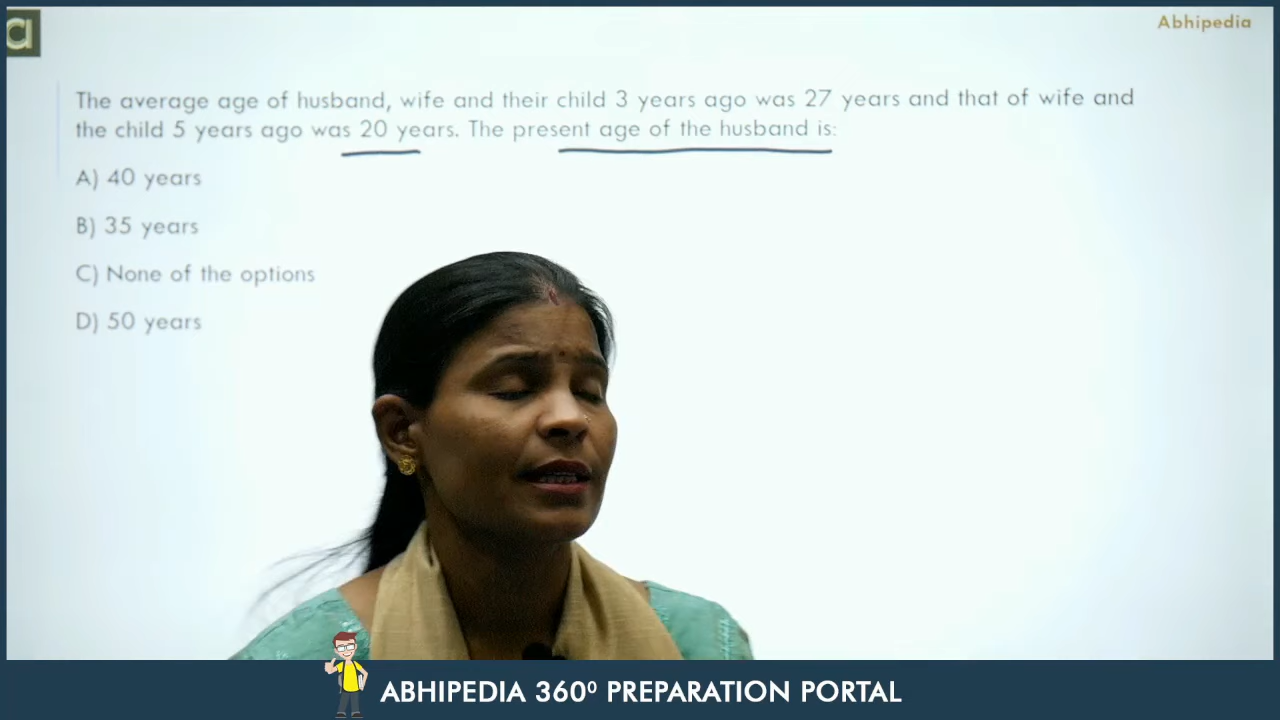 a
Abhipedia
The average age of husband, wife and their child 3 years ago was 27 years and that of wife and
the child 5 years ago was 20 years. The present age of the husband is:
A) 40 years
B) 35 years
C) None of the options
D) 50 years
ABHIPEDIA 360⁰ PREPARATION PORTAL